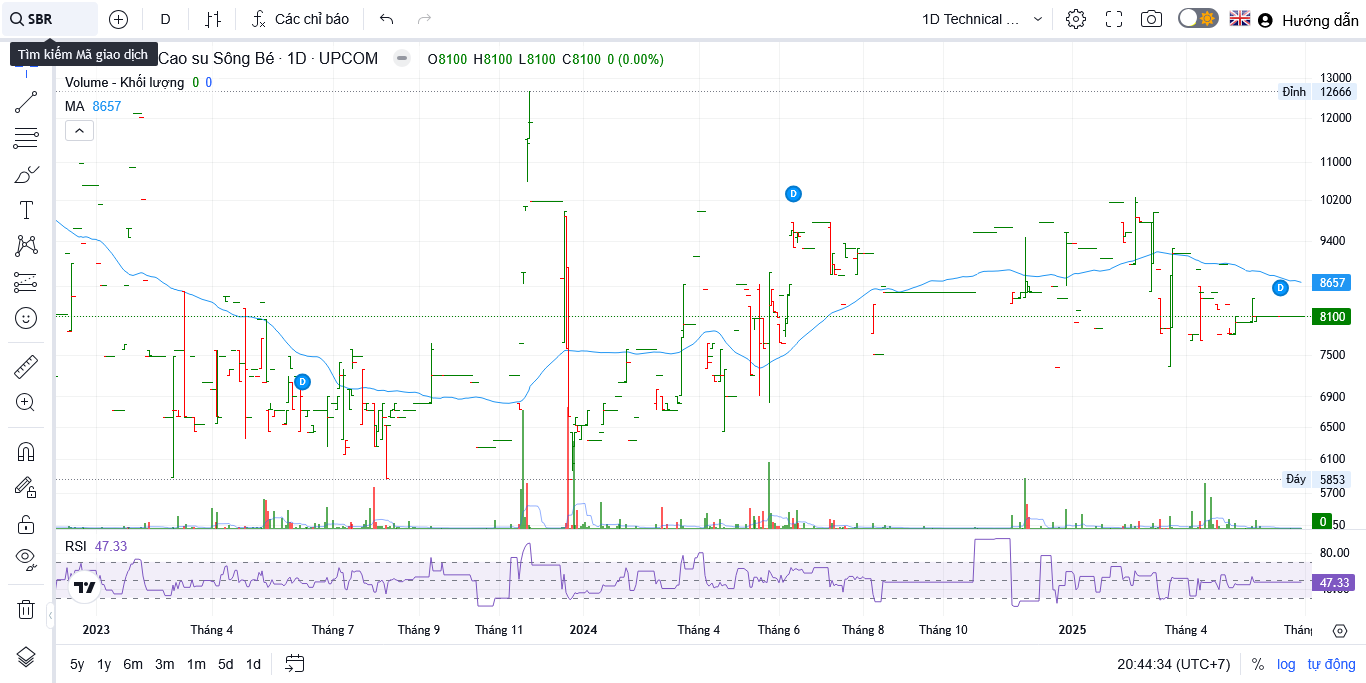 SBR D Các chỉ báo 1D Technical ... Hướng dẫn
Tìm kiếm Mã giao dịch
Cao su Sông Bé · 1D · UPCOM O8100 H8100 L8100 C8100 0 (0.00%)
Volume - Khối lượng 0 0
MA 8657
13000
Đỉnh 12666
12000
11000
10200
9400
8657
8100
7500
6900
6500
6100
Đáy 5853
5700
0
D
D
D
RSI 47.33
80.00
47.33
2023 Tháng 4 Tháng 7 Tháng 9 Tháng 11 2024 Tháng 4 Tháng 6 Tháng 8 Tháng 10 2025 Tháng 4
5y 1y 6m 3m 1m 5d 1d 20:44:34 (UTC+7) % log tự động